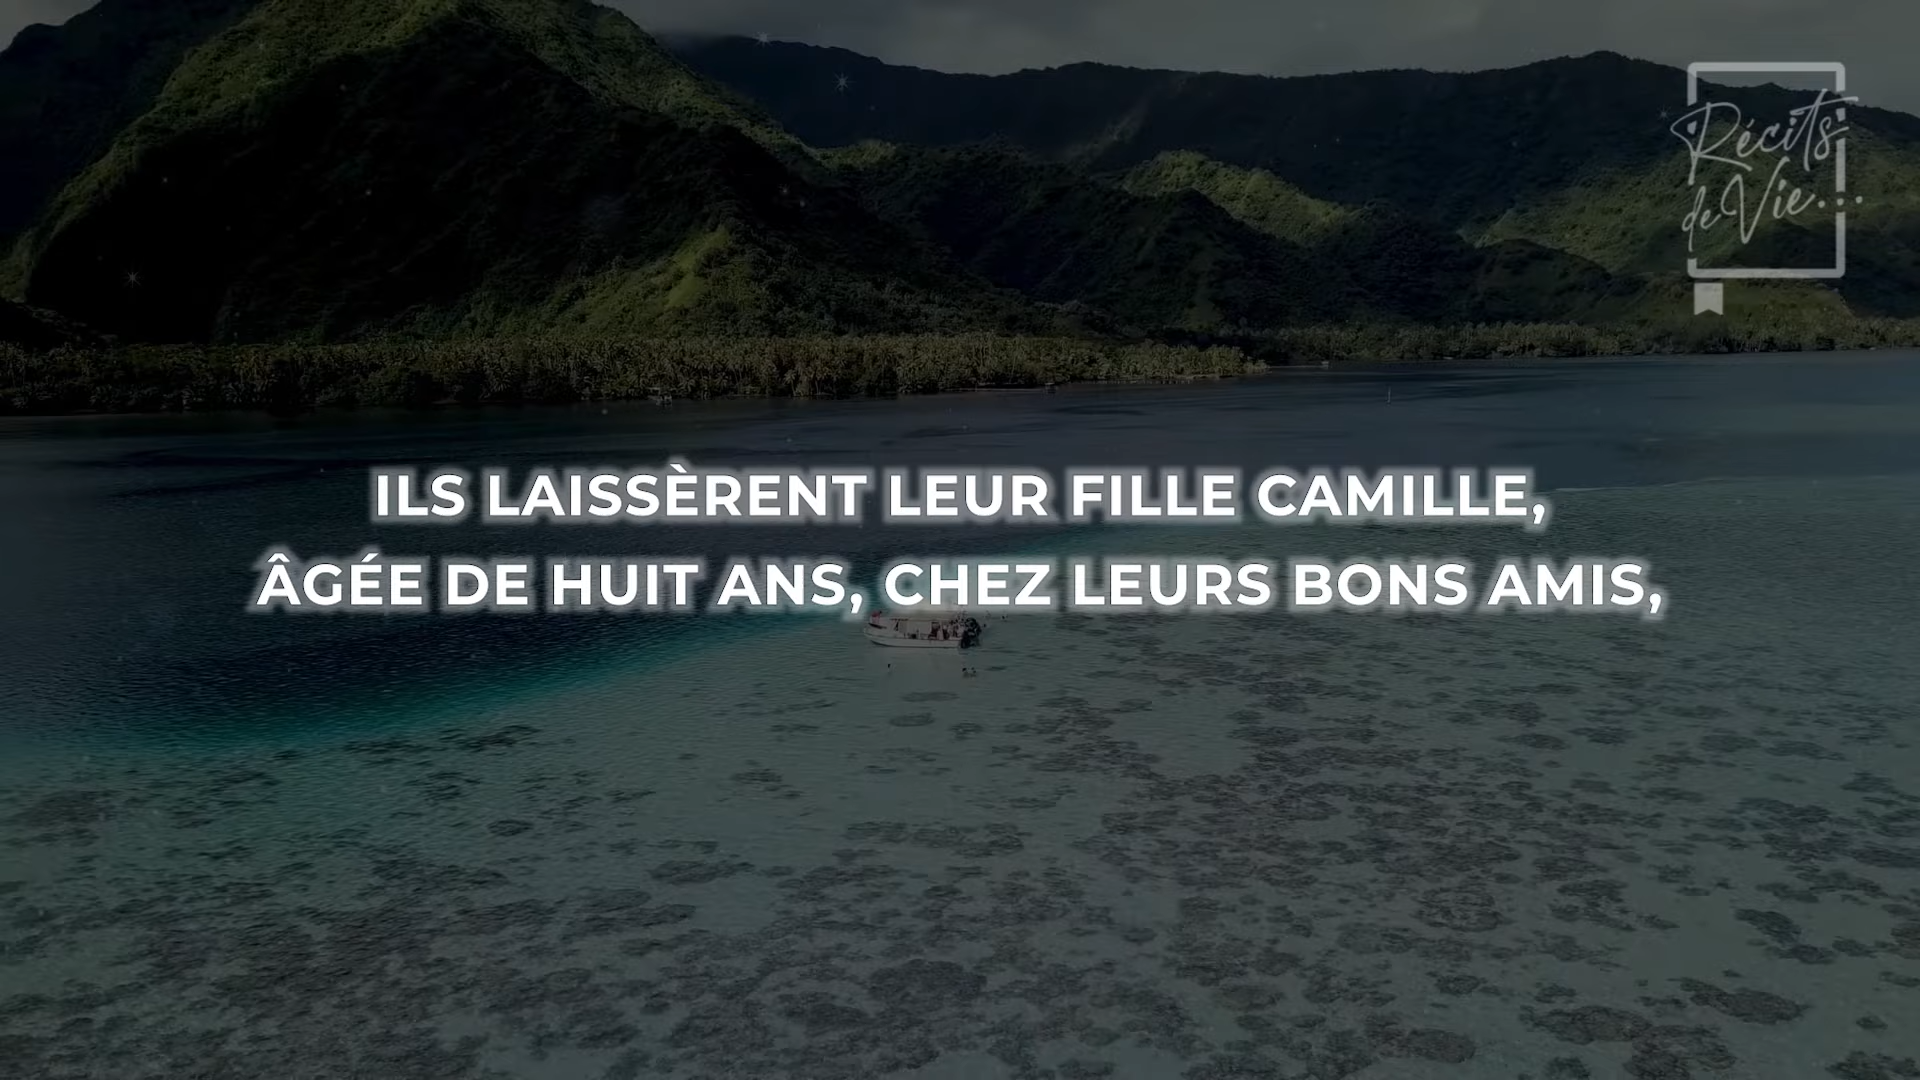 Récits
de Vie...
ILS LAISSÈRENT LEUR FILLE CAMILLE,
ÂGÉE DE HUIT ANS, CHEZ LEURS BONS AMIS,